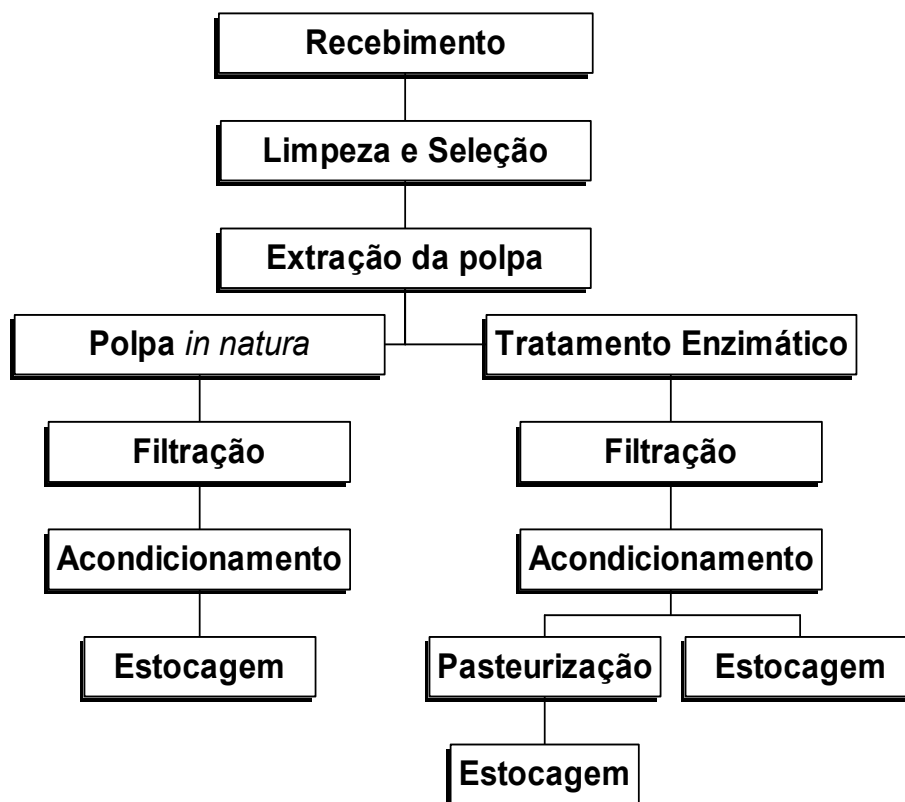 Recebimento
Limpeza e Seleção
Extração da polpa
Polpa in natura
Tratamento Enzimático
Filtração
Filtração
Acondicionamento
Acondicionamento
Estocagem
Pasteurização
Estocagem
Estocagem